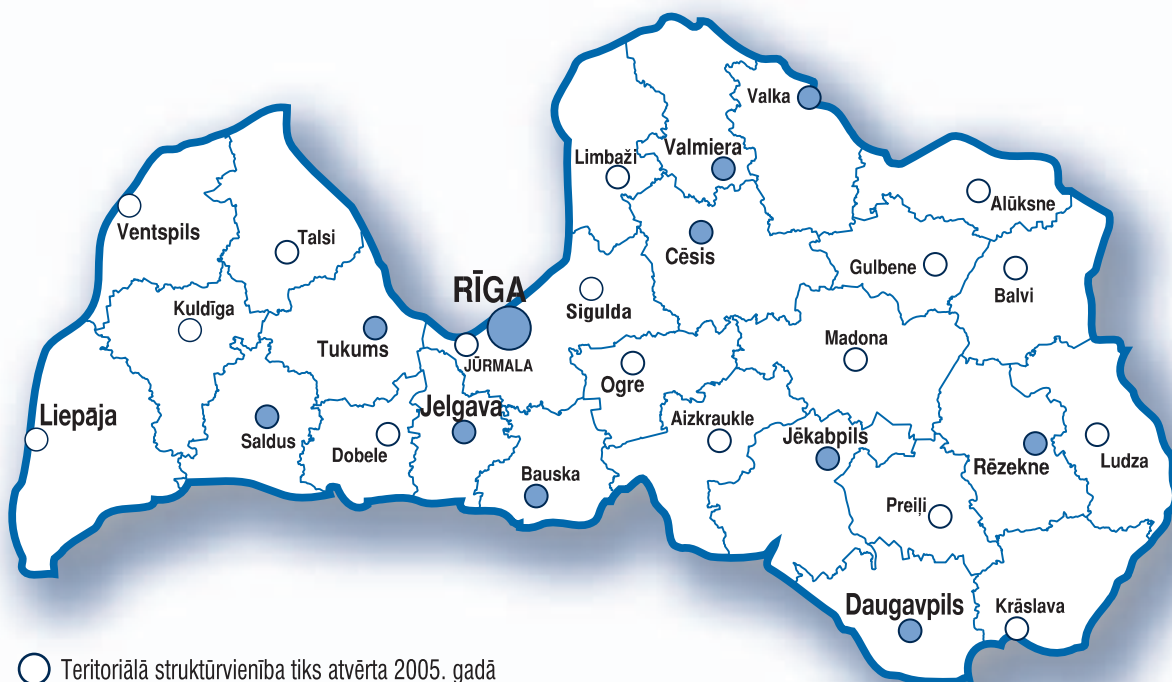 Valka
Valmiera
Limbaži
Alūksne
Ventspils
Talsi
Cēsis
Gulbene
Balvi
RĪGA
Sigulda
Kuldīga
Tukums
JŪRMALA
Madona
Ogre
Liepāja
Jelgava
Aizkraukle
Jēkabpils
Saldus
Dobele
Rēzekne
Ludza
Bauska
Preiļi
Daugavpils
Krāslava
Teritoriālā struktūrvienība tiks atvērta 2005. gadā